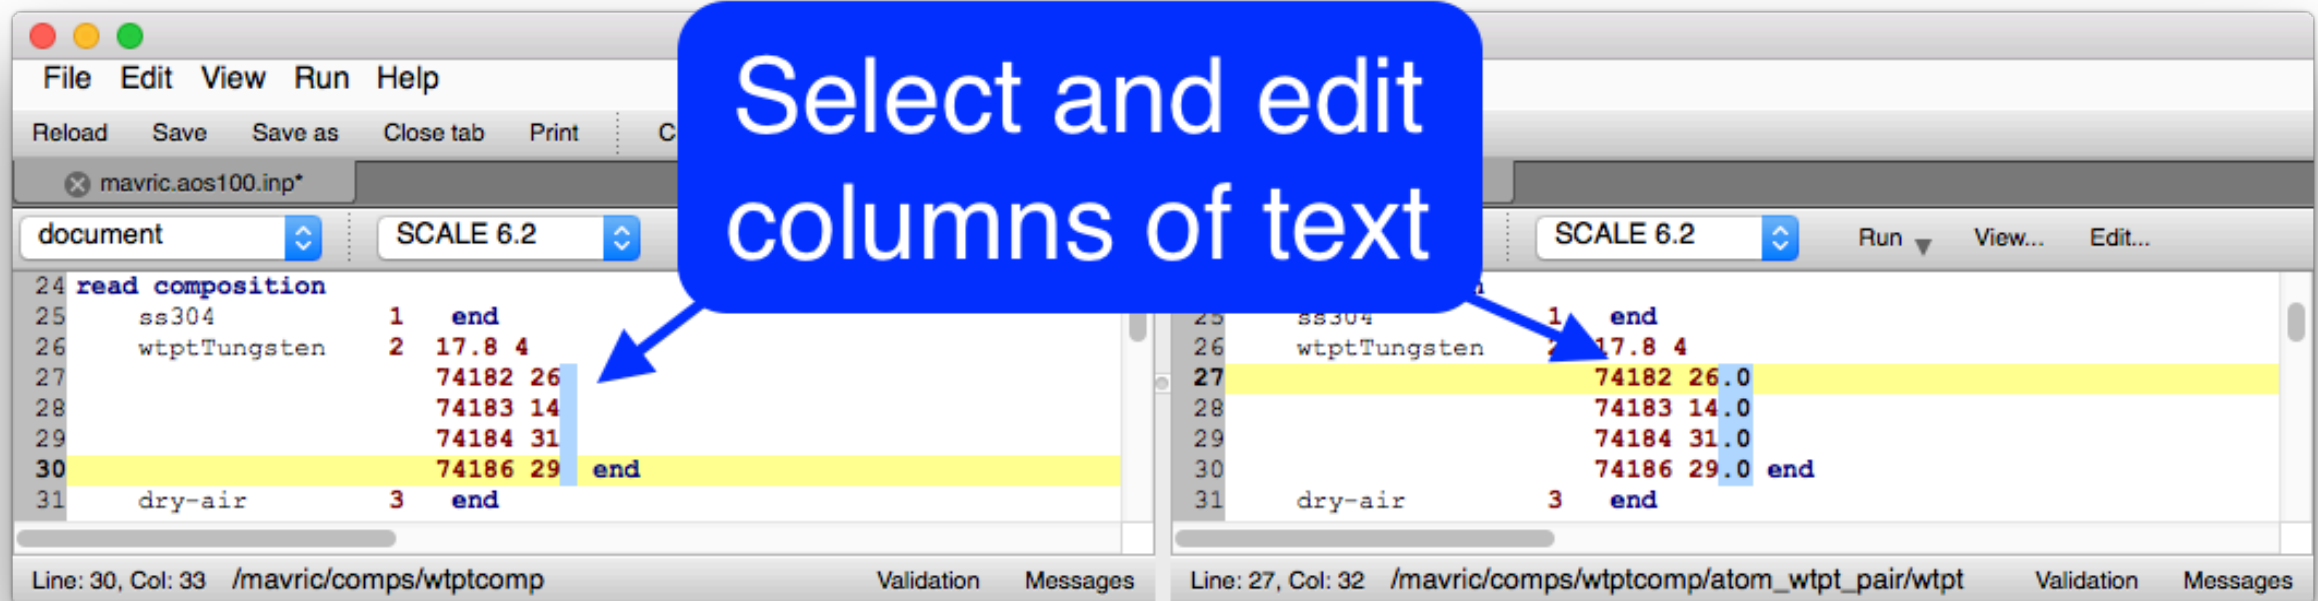 Select and edit
columns of text
File Edit View Run Help
Reload Save Save as Close tab Print
mavric.aos100.inp*
document SCALE 6.2
24 read composition
25 ss304 1 end
26 wtptTungsten 2 17.8 4
27 74182 26
28 74183 14
29 74184 31
30 74186 29 end
31 dry-air 3 end
Line: 30, Col: 33 /mavric/comps/wtptcomp Validation Messages
SCALE 6.2 Run View... Edit...
25 ss304 1 end
26 wtptTungsten 2 17.8 4
27 74182 26.0
28 74183 14.0
29 74184 31.0
30 74186 29.0 end
31 dry-air 3 end
Line: 27, Col: 32 /mavric/comps/wtptcomp/atom_wtpt_pair/wtpt Validation Messages